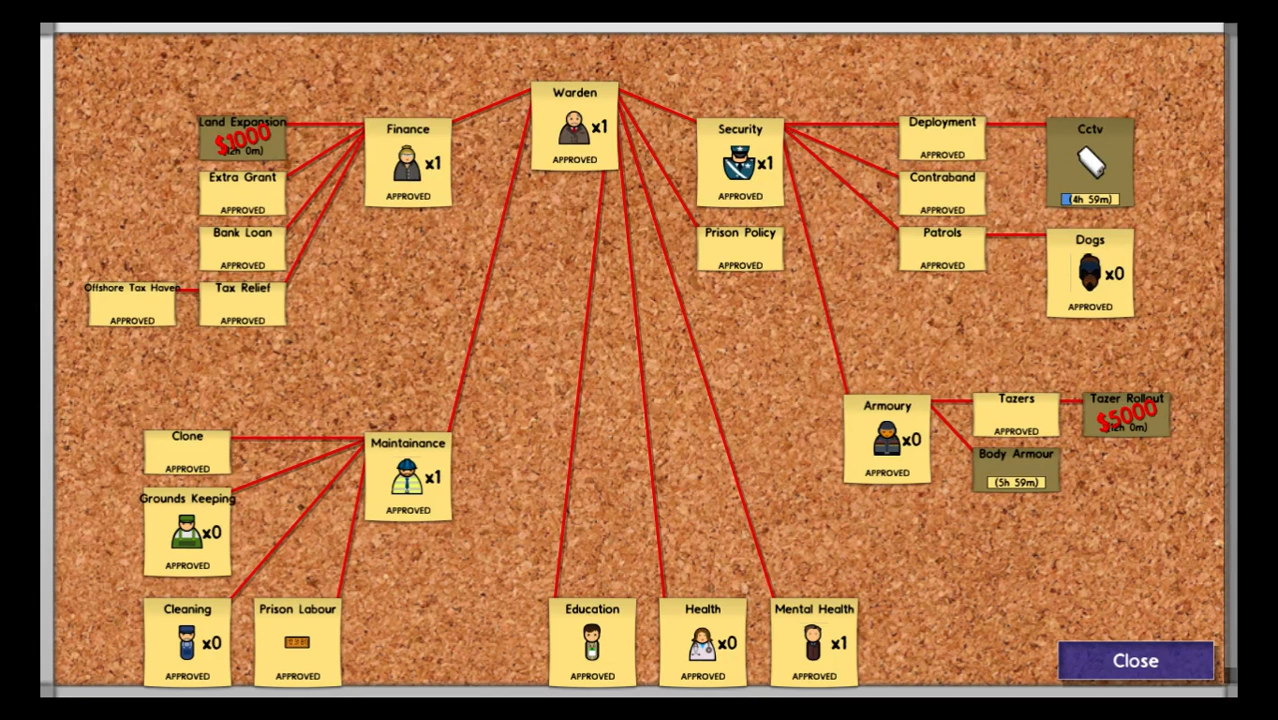 Warden
x1
APPROVED
Land Expansion
$1000
(2h 0m)
Finance
x1
APPROVED
Extra Grant
APPROVED
Bank Loan
APPROVED
Tax Relief
APPROVED
Offshore Tax Haven
APPROVED
Security
x1
APPROVED
Prison Policy
APPROVED
Deployment
APPROVED
Contraband
APPROVED
Patrols
APPROVED
Cctv
(4h 59m)
Dogs
x0
APPROVED
Armoury
x0
APPROVED
Tazers
APPROVED
Tazer Rollout
$5000
(12h 0m)
Body Armour
(5h 59m)
Clone
APPROVED
Maintainance
x1
APPROVED
Grounds Keeping
x0
APPROVED
Cleaning
x0
APPROVED
Prison Labour
APPROVED
Education
APPROVED
Health
x0
APPROVED
Mental Health
x1
APPROVED
Close